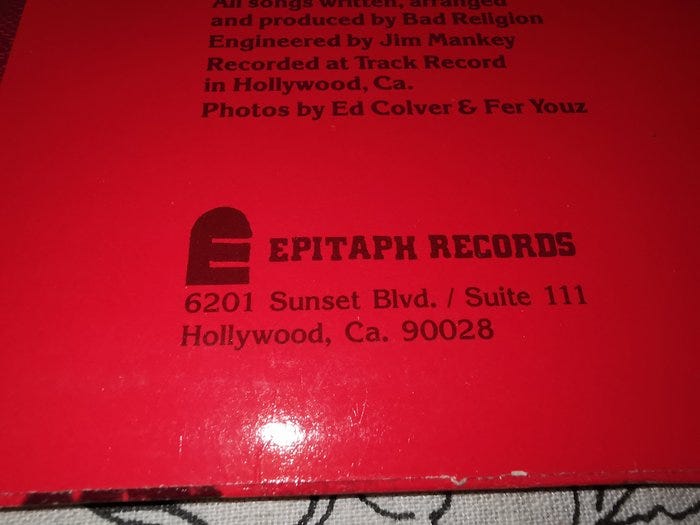 All songs written, arranged
and produced by Bad Religion
Engineered by Jim Mankey
Recorded at Track Record
in Hollywood, Ca.
Photos by Ed Colver & Fer Youz
E EPITAPH RECORDS
6201 Sunset Blvd. / Suite 111
Hollywood, Ca. 90028